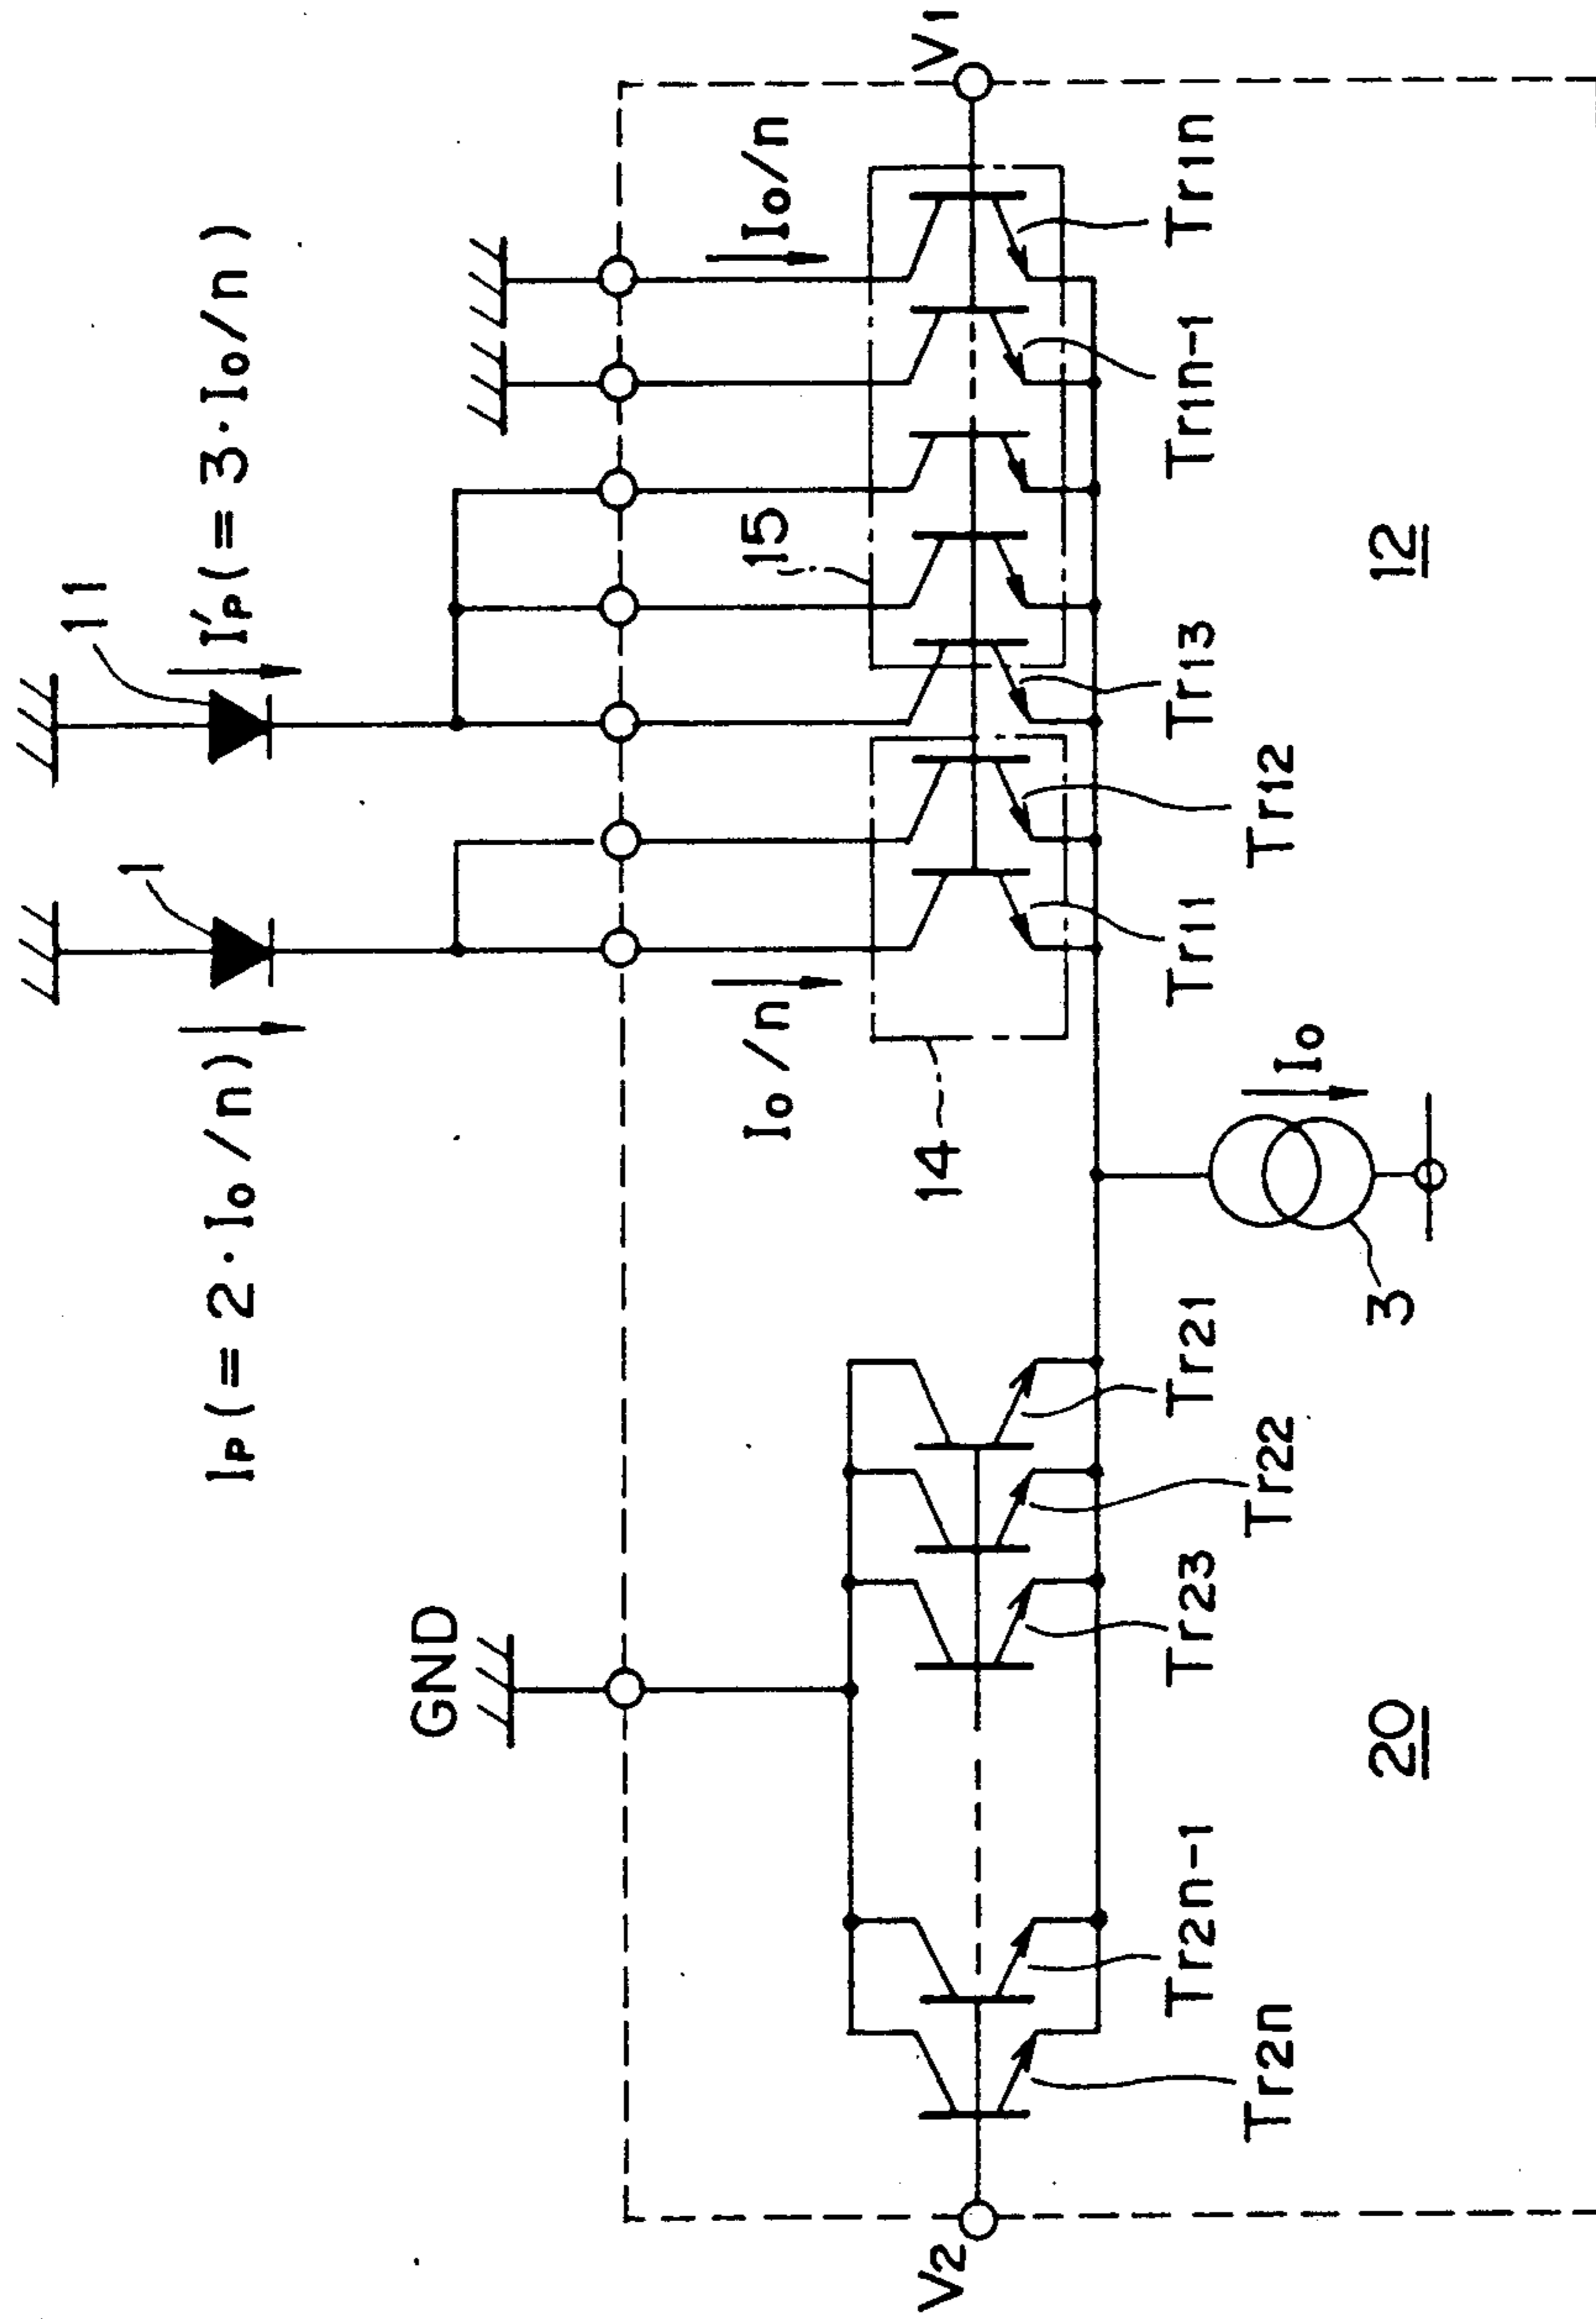 Ip(=2·Io/n)
1
11
I'p(=3·Io/n)
GND
Io/n
15
Io/n
14
V2
V1
Tr2n
Tr2n-1
Tr23
Tr22
Tr21
Io
3
Tr11
Tr12
Tr13
Tr1n-1
Tr1n
20
12